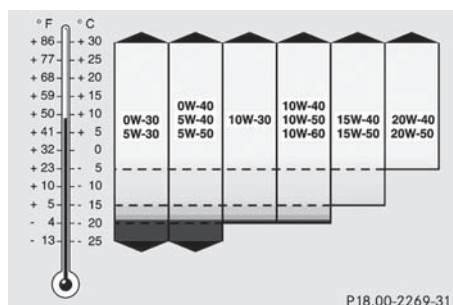 ° F ° C
+ 86 + 30
+ 77 + 25
+ 68 + 20
+ 59 + 15
+ 50 + 10
+ 41 + 5
+ 32 0
+ 23 - 5
+ 10 - 10
+ 5 - 15
- 4 - 20
- 13 - 25
0W-30
5W-30
0W-40
5W-40
5W-50
10W-30
10W-40
10W-50
10W-60
15W-40
15W-50
20W-40
20W-50
P18.00-2269-31